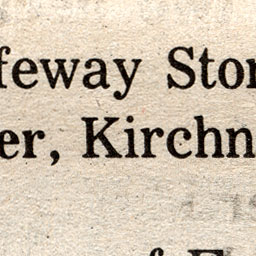 feway Stor
er, Kirchn